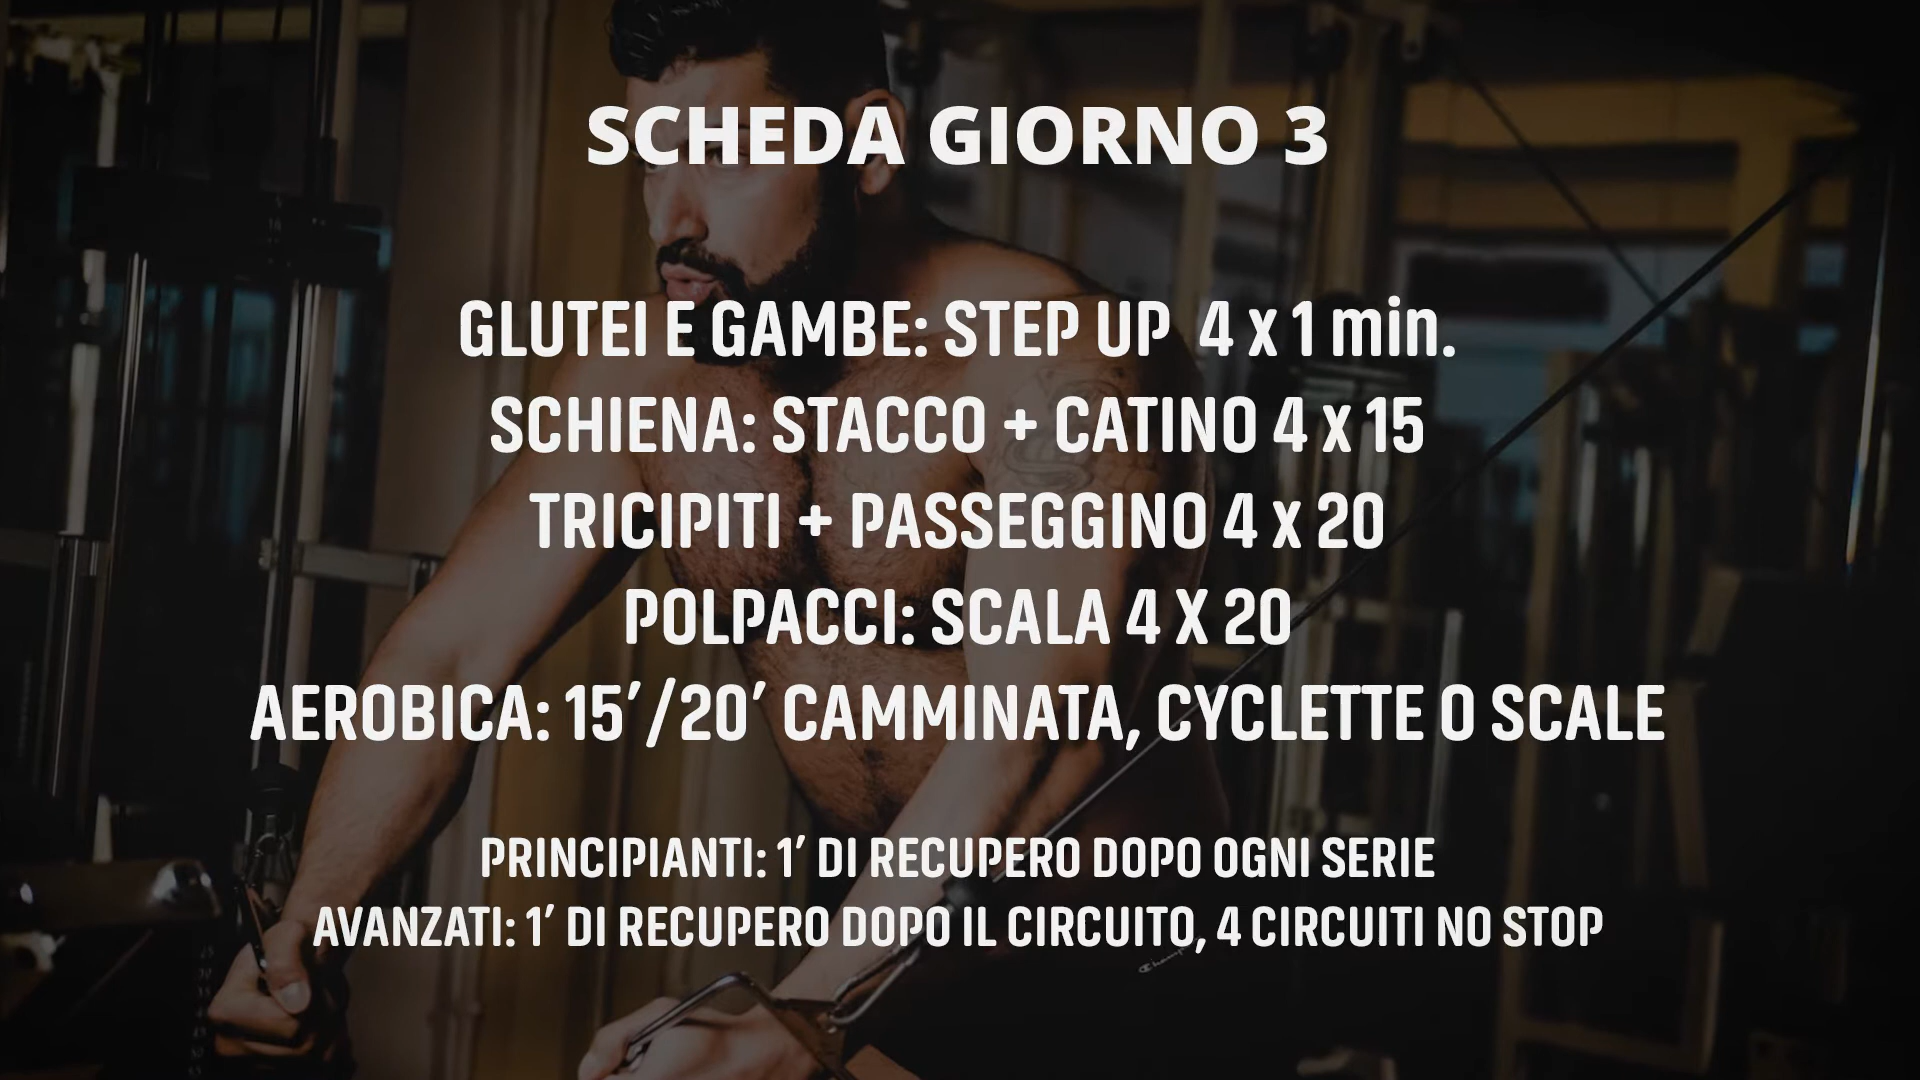 SCHEDA GIORNO 3
GLUTEI E GAMBE: STEP UP 4 x 1 min.
SCHIENA: STACCO + CATINO 4 x 15
TRICIPITI + PASSEGGINO 4 x 20
POLPACCI: SCALA 4 X 20
AEROBICA: 15'/20' CAMMINATA, CYCLETTE O SCALE
PRINCIPIANTI: 1' DI RECUPERO DOPO OGNI SERIE
AVANZATI: 1' DI RECUPERO DOPO IL CIRCUITO, 4 CIRCUITI NO STOP